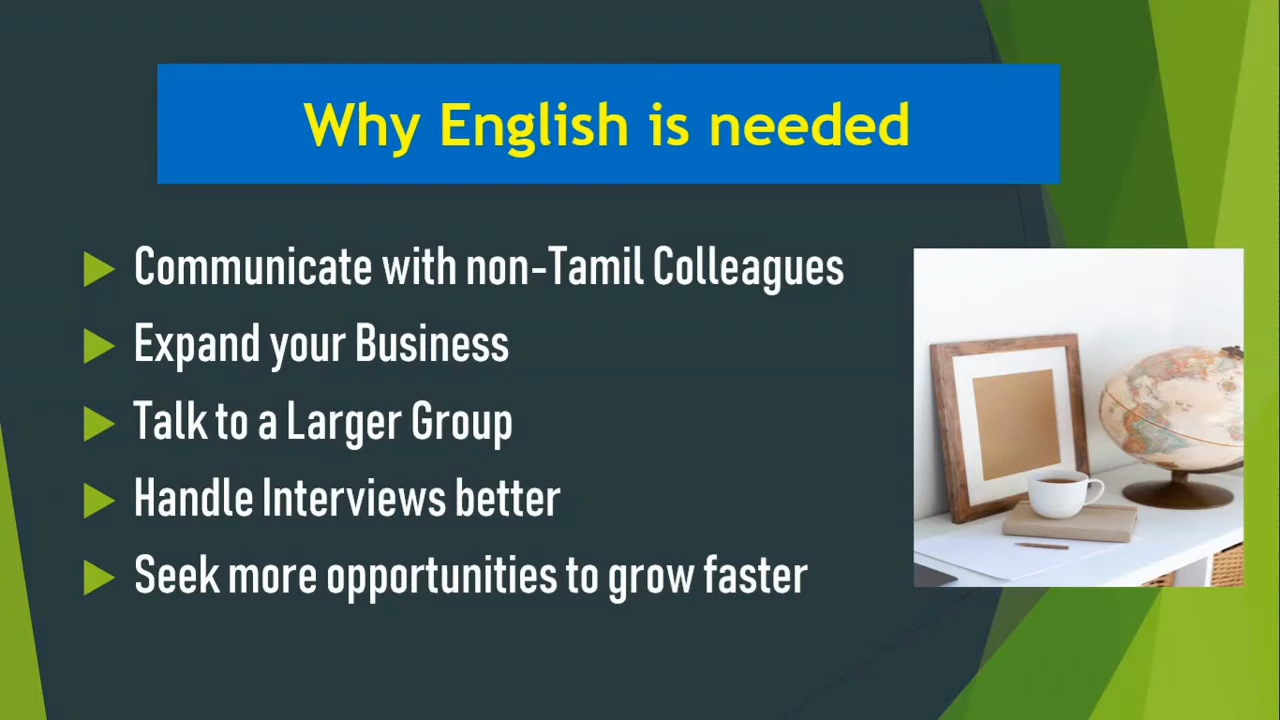 Why English is needed
Communicate with non-Tamil Colleagues
Expand your Business
Talk to a Larger Group
Handle Interviews better
Seek more opportunities to grow faster